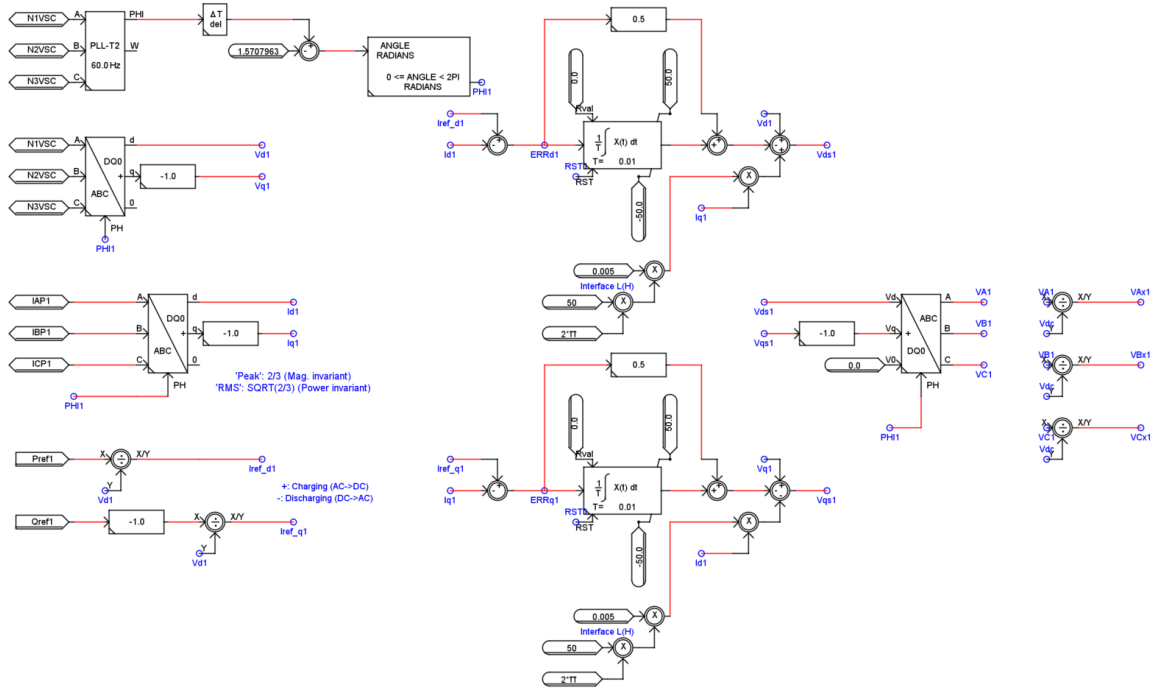 N1VSC
A
PHI
N2VSC
B
PLL-T2
W
60.0 Hz
N3VSC
C
Δ T
del
1.5707963
-
+
ANGLE
RADIANS
0 <= ANGLE < 2PI
RADIANS
PHI1
N1VSC
A
d
Vd1
DQ0
N2VSC
B
q
+
-1.0
Vq1
ABC
N3VSC
C
0
PH
PHI1
IAP1
A
d
Id1
DQ0
IBP1
B
q
+
-1.0
Iq1
ABC
ICP1
C
0
PH
PHI1
'Peak': 2/3 (Mag. invariant)
'RMS': SQRT(2/3) (Power invariant)
Pref1
X
÷
X/Y
Y
Vd1
Iref_d1
+: Charging (AC->DC)
-: Discharging (DC->AC)
Qref1
-1.0
X
÷
X/Y
Y
Vd1
Iref_q1
0.5
0.0
50.0
Rval
Iref_d1
Id1
-
+
ERRd1
1
T
∫
X(t) dt
T=
0.01
RST
RST
-50.0
+
+
Vd1
Vds1
X
Iq1
0.005
X
Interface L(H)
50
X
2*TT
0.5
0.0
50.0
Rval
Iref_q1
Iq1
-
+
ERRq1
1
T
∫
X(t) dt
T=
0.01
RST
RST
-50.0
+
+
Vq1
Vqs1
X
Id1
0.005
X
Interface L(H)
50
X
2*TT
Vds1
Vd
A
VA1
ABC
Vqs1
-1.0
Vq
+
B
VB1
DQ0
0.0
V0
C
VC1
PH
PHI1
VA1
X
÷
X/Y
VAx1
Vdc
Y
VB1
X
÷
X/Y
VBx1
Vdc
Y
VC1
X
÷
X/Y
VCx1
Vdc
Y